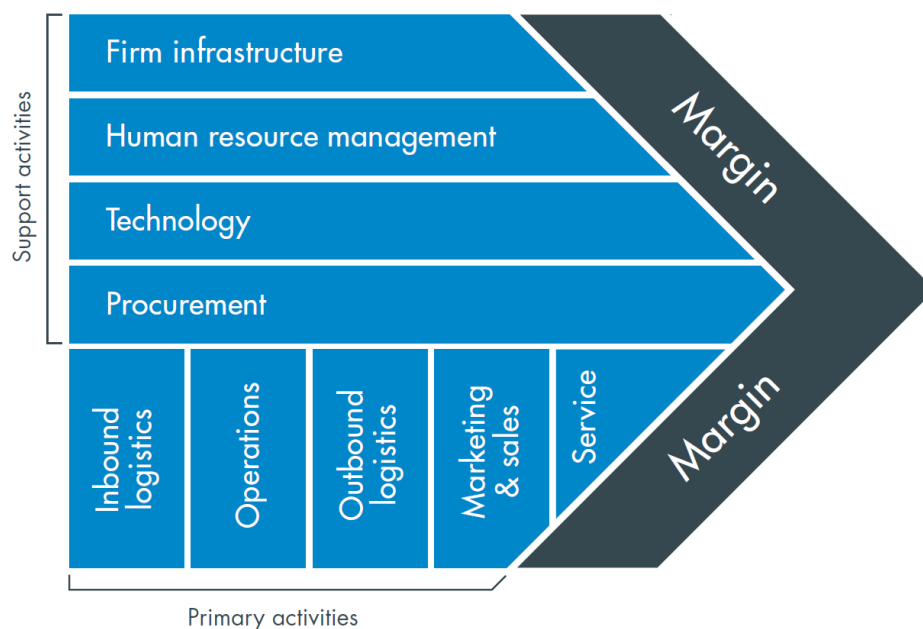 Support activities
Firm infrastructure
Human resource management
Technology
Procurement
Inbound
logistics
Operations
Outbound
logistics
Marketing
& sales
Service
Margin
Margin
Primary activities